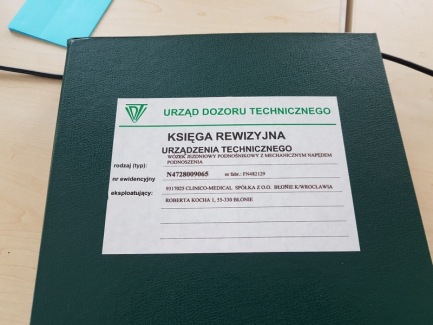 UDT
URZĄD DOZORU TECHNICZNEGO
KSIĘGA REWIZYJNA
URZĄDZENIA TECHNICZNEGO
rodzaj (typ): WÓZEK JEZDNIOWY PODNOŚNIKOWY Z MECHANICZNYM NAPĘDEM
PODNOSZENIA
nr ewidencyjny N4728009065 nr fabr.: FN482129
eksploatujący: 9317025 CLINICO-MEDICAL SPÓŁKA Z O.O. BŁONIE K/WROCŁAWIA
ROBERTA KOCHA 1, 55-330 BŁONIE